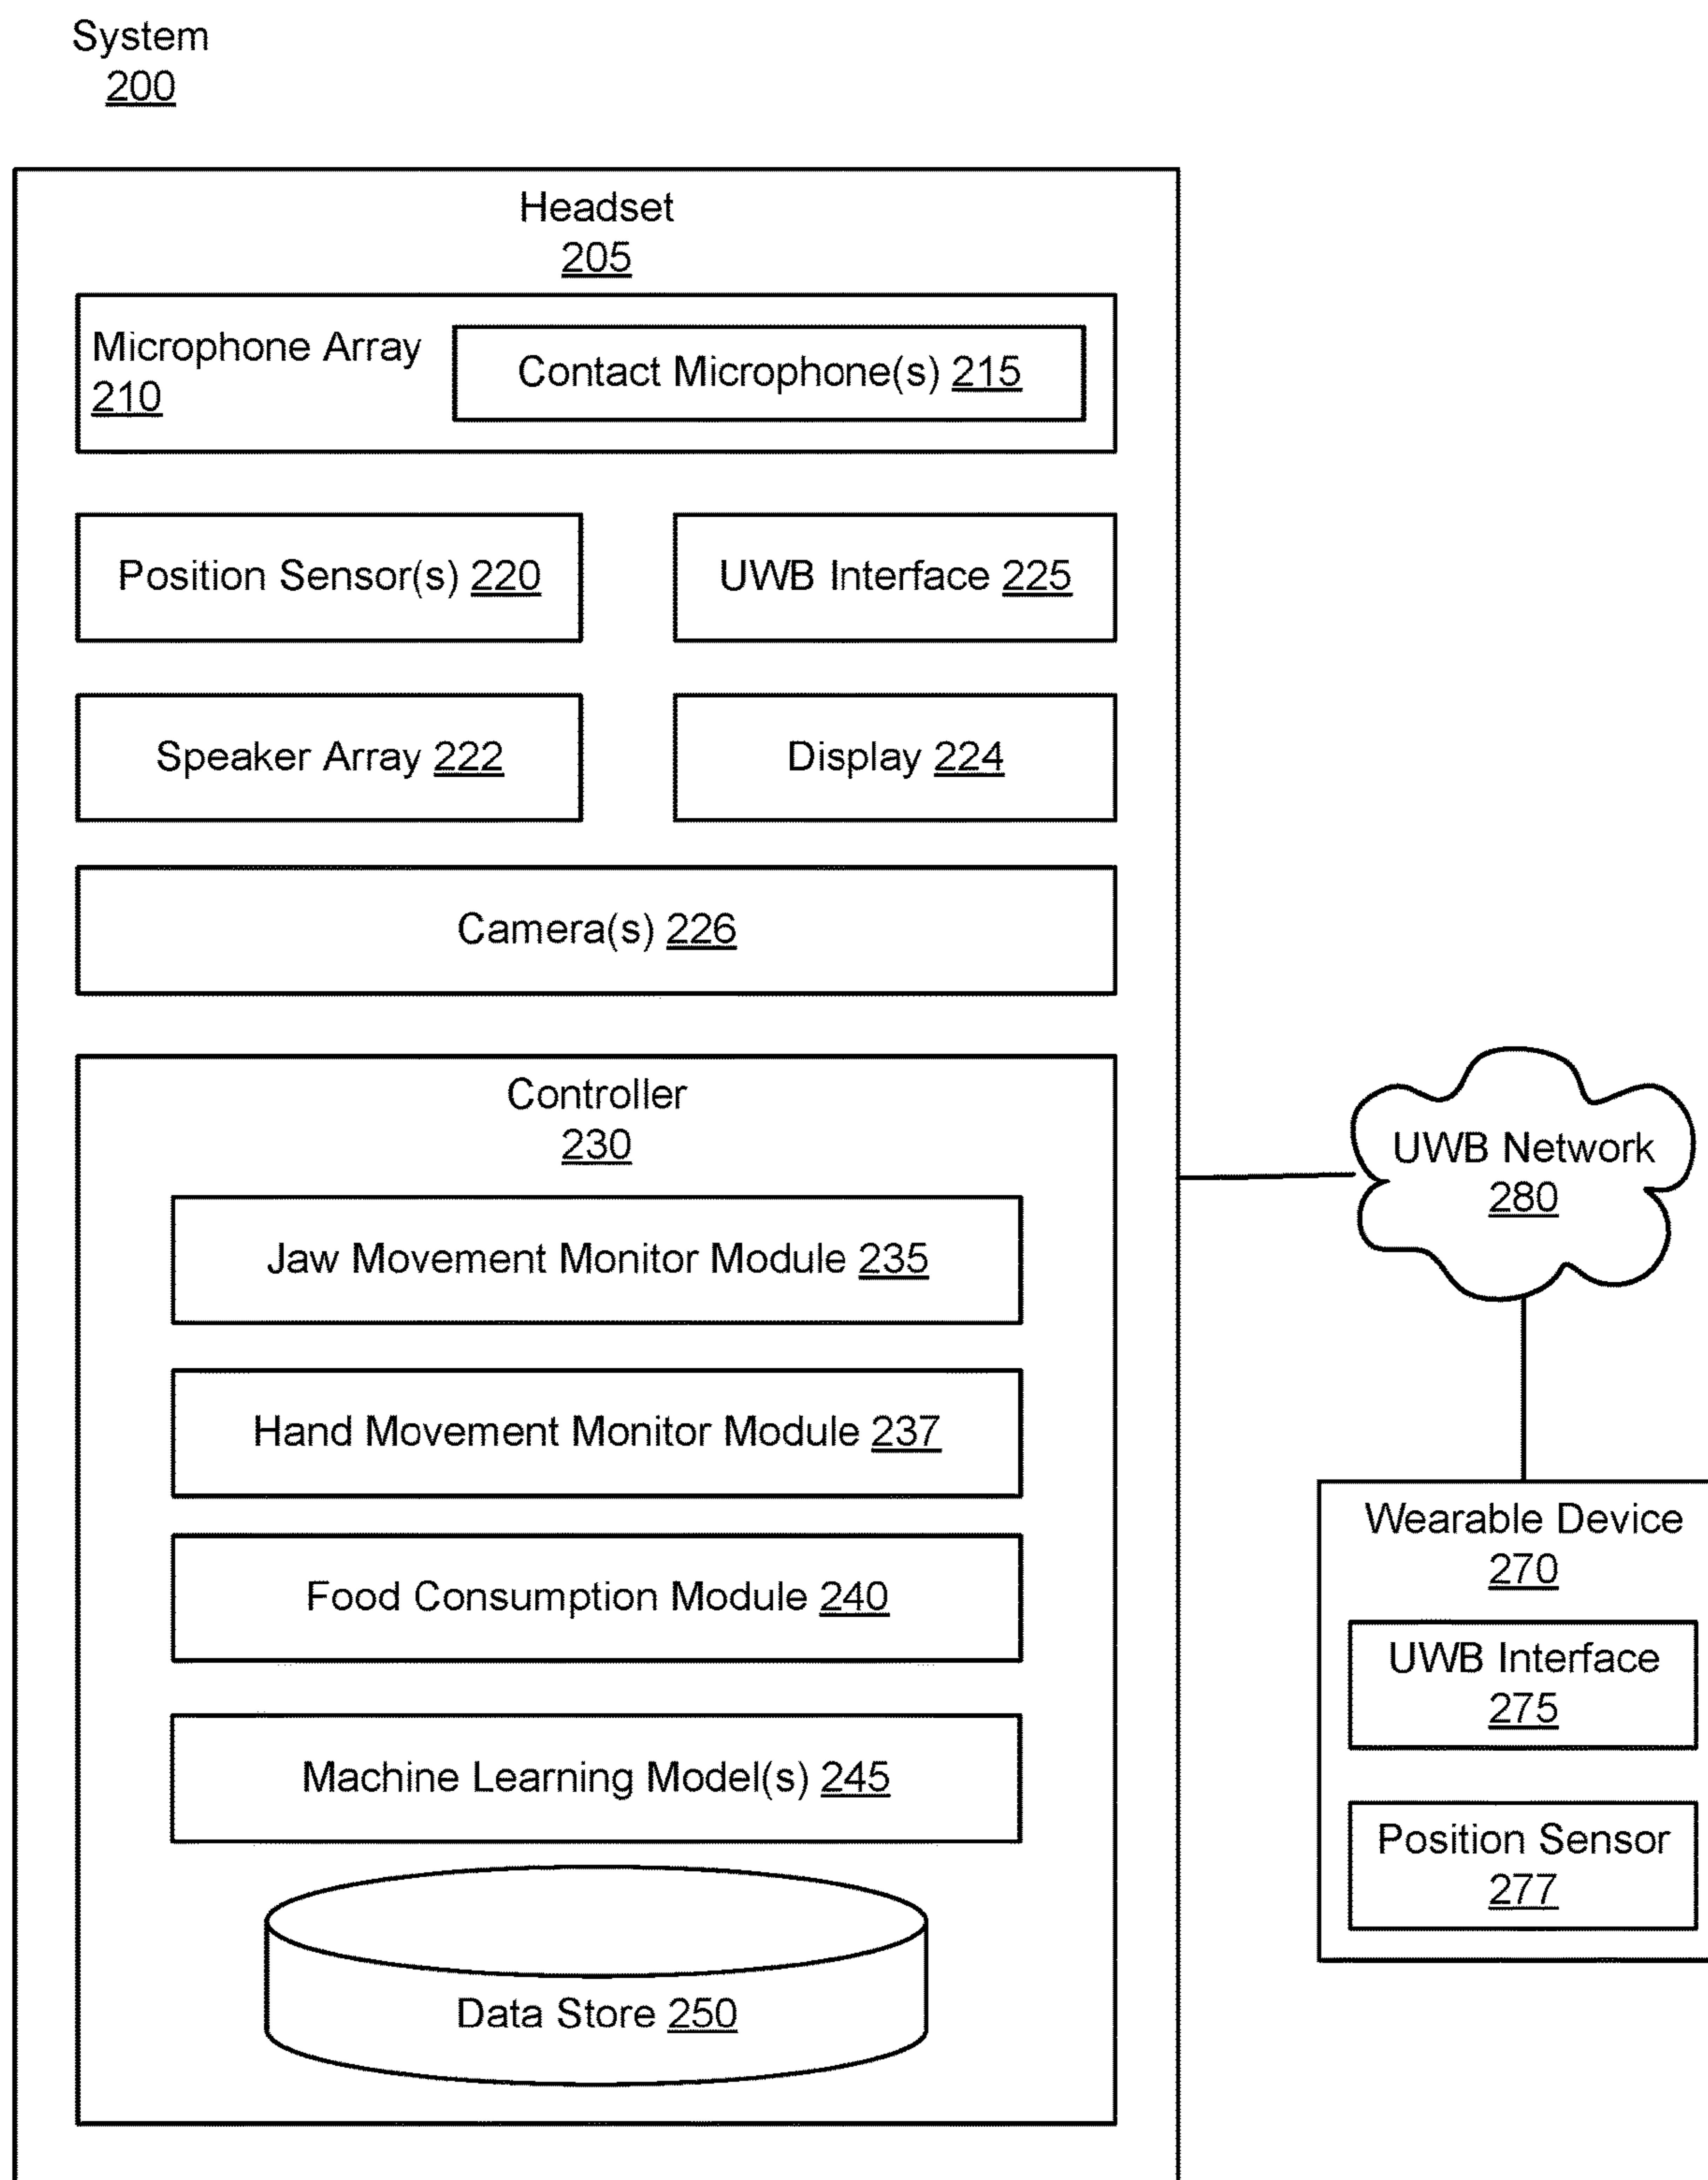 System
200
Headset
205
Microphone Array
210
Contact Microphone(s) 215
Position Sensor(s) 220
UWB Interface 225
Speaker Array 222
Display 224
Camera(s) 226
Controller
230
Jaw Movement Monitor Module 235
Hand Movement Monitor Module 237
Food Consumption Module 240
Machine Learning Model(s) 245
Data Store 250
UWB Network
280
Wearable Device
270
UWB Interface
275
Position Sensor
277